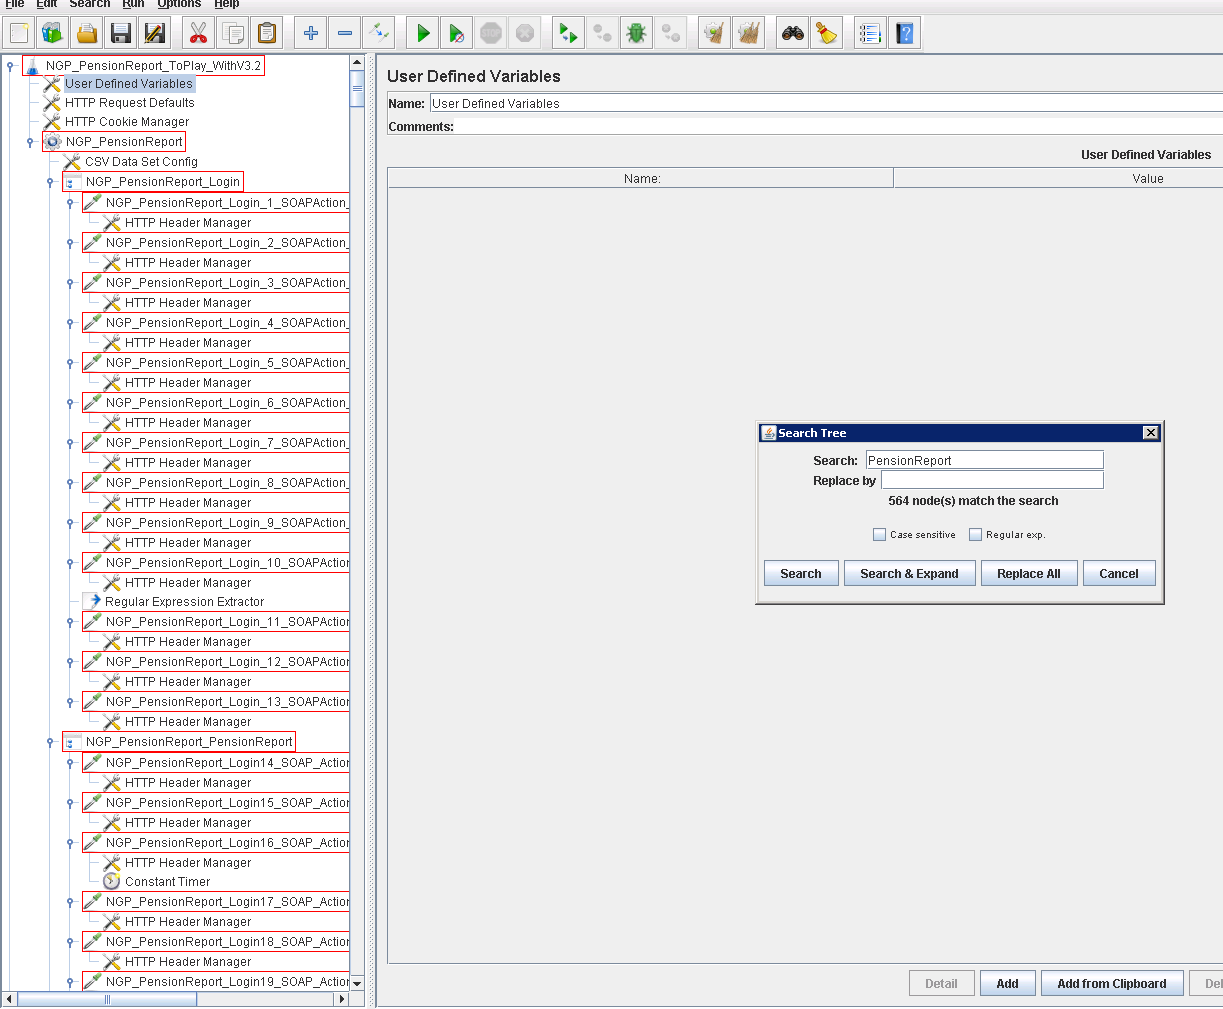 File Edit Search Run Options Help
NGP_PensionReport_ToPlay_WithV3.2
User Defined Variables
HTTP Request Defaults
HTTP Cookie Manager
NGP_PensionReport
CSV Data Set Config
NGP_PensionReport_Login
NGP_PensionReport_Login_1_SOAPAction_
HTTP Header Manager
NGP_PensionReport_Login_2_SOAPAction_
HTTP Header Manager
NGP_PensionReport_Login_3_SOAPAction_
HTTP Header Manager
NGP_PensionReport_Login_4_SOAPAction_
HTTP Header Manager
NGP_PensionReport_Login_5_SOAPAction_
HTTP Header Manager
NGP_PensionReport_Login_6_SOAPAction_
HTTP Header Manager
NGP_PensionReport_Login_7_SOAPAction_
HTTP Header Manager
NGP_PensionReport_Login_8_SOAPAction_
HTTP Header Manager
NGP_PensionReport_Login_9_SOAPAction_
HTTP Header Manager
NGP_PensionReport_Login_10_SOAPAction
HTTP Header Manager
Regular Expression Extractor
NGP_PensionReport_Login_11_SOAPAction
HTTP Header Manager
NGP_PensionReport_Login_12_SOAPAction
HTTP Header Manager
NGP_PensionReport_Login_13_SOAPAction
HTTP Header Manager
NGP_PensionReport_PensionReport
NGP_PensionReport_Login14_SOAP_Action
HTTP Header Manager
NGP_PensionReport_Login15_SOAP_Action
HTTP Header Manager
NGP_PensionReport_Login16_SOAP_Action
HTTP Header Manager
Constant Timer
NGP_PensionReport_Login17_SOAP_Action
HTTP Header Manager
NGP_PensionReport_Login18_SOAP_Action
HTTP Header Manager
NGP_PensionReport_Login19_SOAP_Action
User Defined Variables
Name: User Defined Variables
Comments:
User Defined Variables
Name: Value
Search Tree
Search: PensionReport
Replace by
564 node(s) match the search
Case sensitive Regular exp.
Search Search & Expand Replace All Cancel
Detail Add Add from Clipboard De